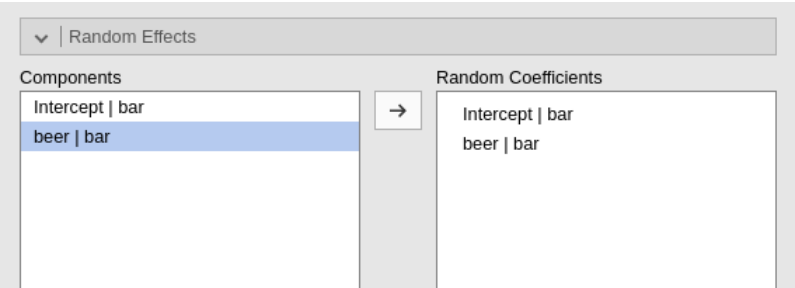 Random Effects
Components
Random Coefficients
Intercept | bar
beer | bar
Intercept | bar
beer | bar